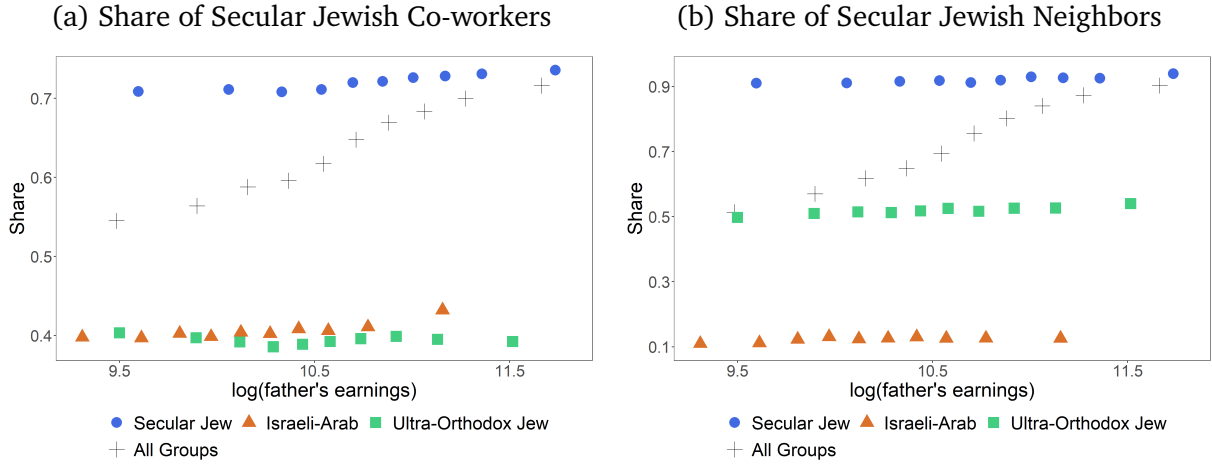 (a) Share of Secular Jewish Co-workers
0.7
0.6
0.5
0.4
Share
9.5 10.5 11.5
log(father's earnings)
Secular Jew Israeli-Arab Ultra-Orthodox Jew
All Groups
(b) Share of Secular Jewish Neighbors
0.9
0.7
0.5
0.3
0.1
Share
9.5 10.5 11.5
log(father's earnings)
Secular Jew Israeli-Arab Ultra-Orthodox Jew
All Groups